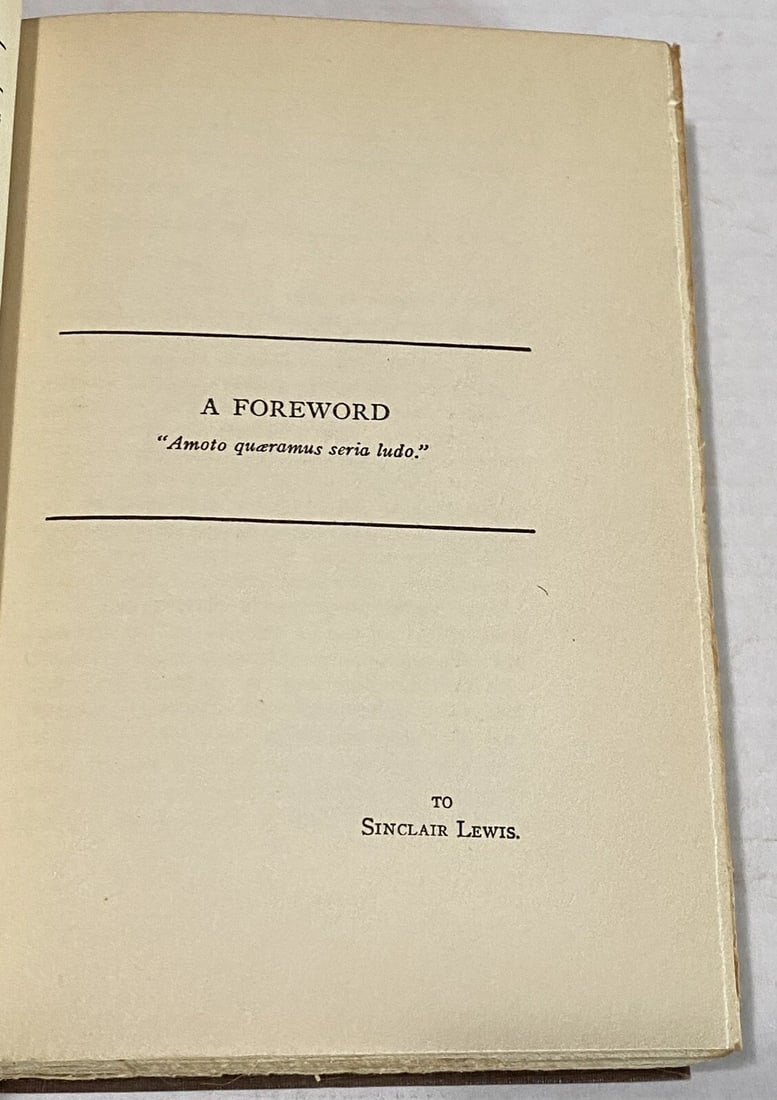 A FOREWORD
“Amoto quæramus seria ludo.”
TO
SINCLAIR LEWIS.